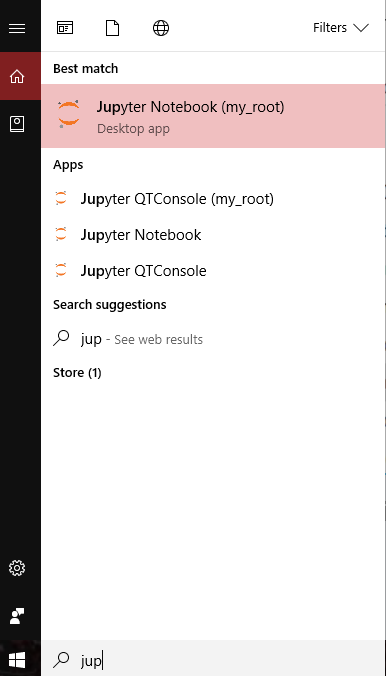 Filters
Best match
Jupyter Notebook (my_root)
Desktop app
Apps
Jupyter QTConsole (my_root)
Jupyter Notebook
Jupyter QTConsole
Search suggestions
jup - See web results
Store (1)
jup